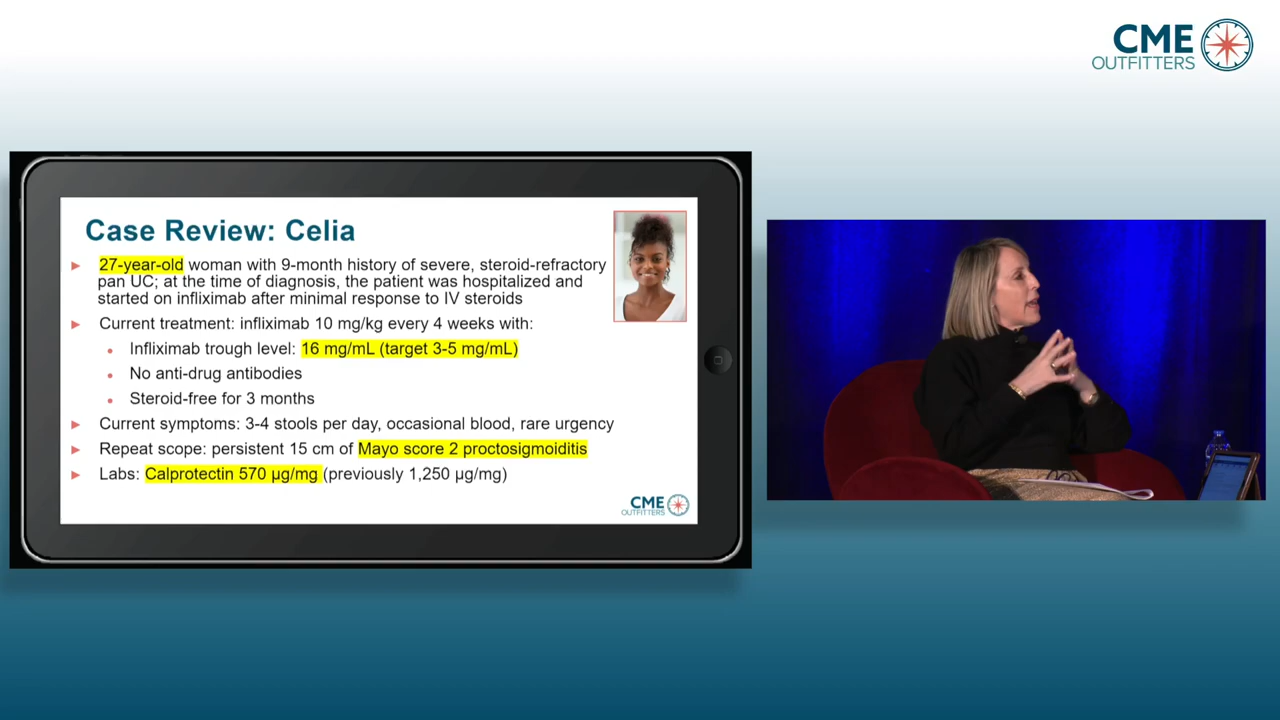 CME
OUTFITTERS
Case Review: Celia
27-year-old woman with 9-month history of severe, steroid-refractory
pan UC; at the time of diagnosis, the patient was hospitalized and
started on infliximab after minimal response to IV steroids
Current treatment: infliximab 10 mg/kg every 4 weeks with:
Infliximab trough level: 16 mg/mL (target 3-5 mg/mL)
No anti-drug antibodies
Steroid-free for 3 months
Current symptoms: 3-4 stools per day, occasional blood, rare urgency
Repeat scope: persistent 15 cm of Mayo score 2 proctosigmoiditis
Labs: Calprotectin 570 µg/mg (previously 1,250 µg/mg)
CME
OUTFITTERS